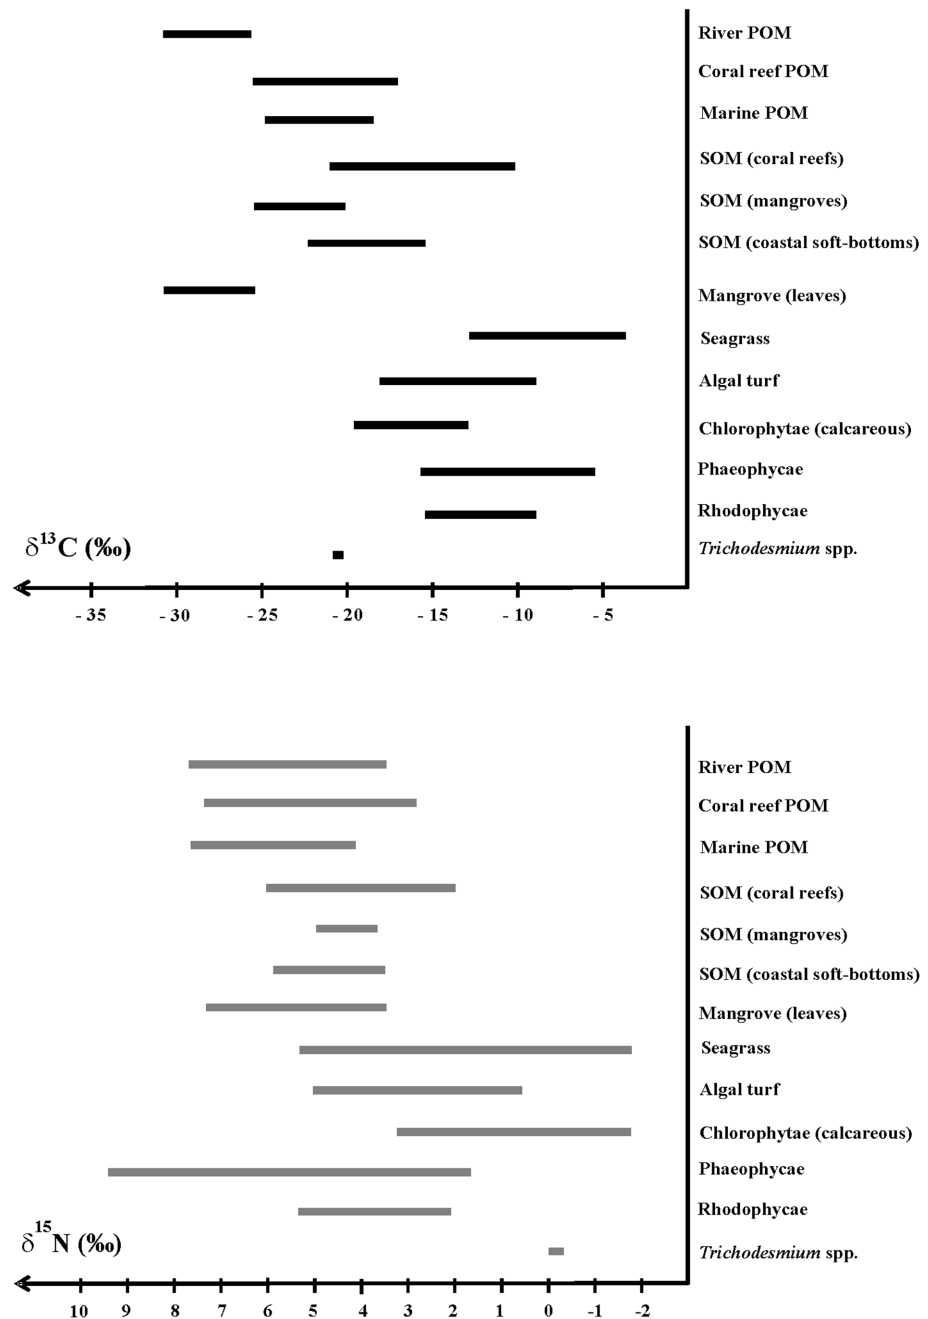 River POM
Coral reef POM
Marine POM
SOM (coral reefs)
SOM (mangroves)
SOM (coastal soft-bottoms)
Mangrove (leaves)
Seagrass
Algal turf
Chlorophytae (calcareous)
Phaeophycae
Rhodophycae
Trichodesmium spp.
δ13C (‰)
- 35 - 30 - 25 - 20 - 15 - 10 - 5
River POM
Coral reef POM
Marine POM
SOM (coral reefs)
SOM (mangroves)
SOM (coastal soft-bottoms)
Mangrove (leaves)
Seagrass
Algal turf
Chlorophytae (calcareous)
Phaeophycae
Rhodophycae
δ15N (‰)
Trichodesmium spp.
10 9 8 7 6 5 4 3 2 1 0 -1 -2